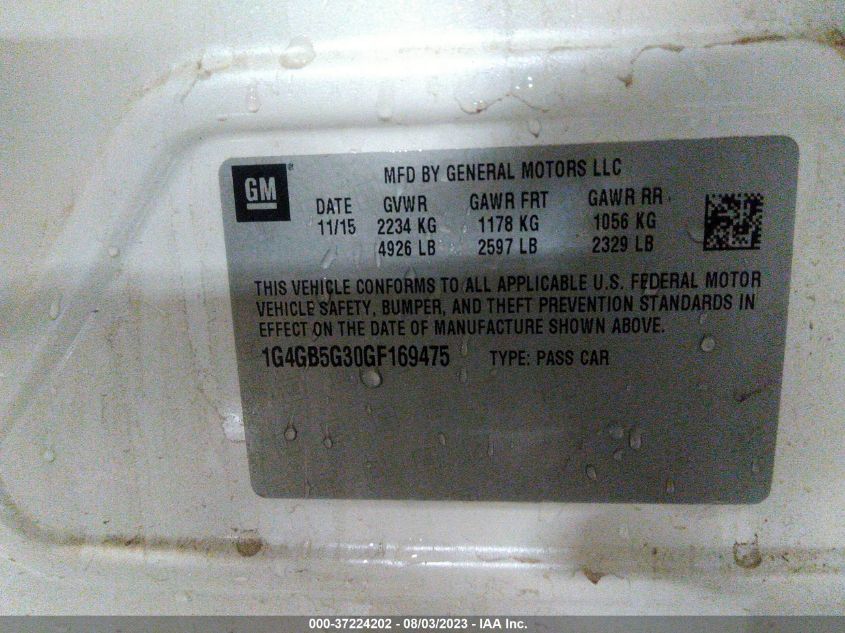 GM
MFD BY GENERAL MOTORS LLC
DATE GVWR GAWR FRT GAWR RR
11/15 2234 KG 1178 KG 1056 KG
4926 LB 2597 LB 2329 LB
THIS VEHICLE CONFORMS TO ALL APPLICABLE U.S. FEDERAL MOTOR
VEHICLE SAFETY, BUMPER, AND THEFT PREVENTION STANDARDS IN
EFFECT ON THE DATE OF MANUFACTURE SHOWN ABOVE.
1G4GB5G30GF169475 TYPE: PASS CAR
000-37224202 - 08/03/2023 - IAA Inc.